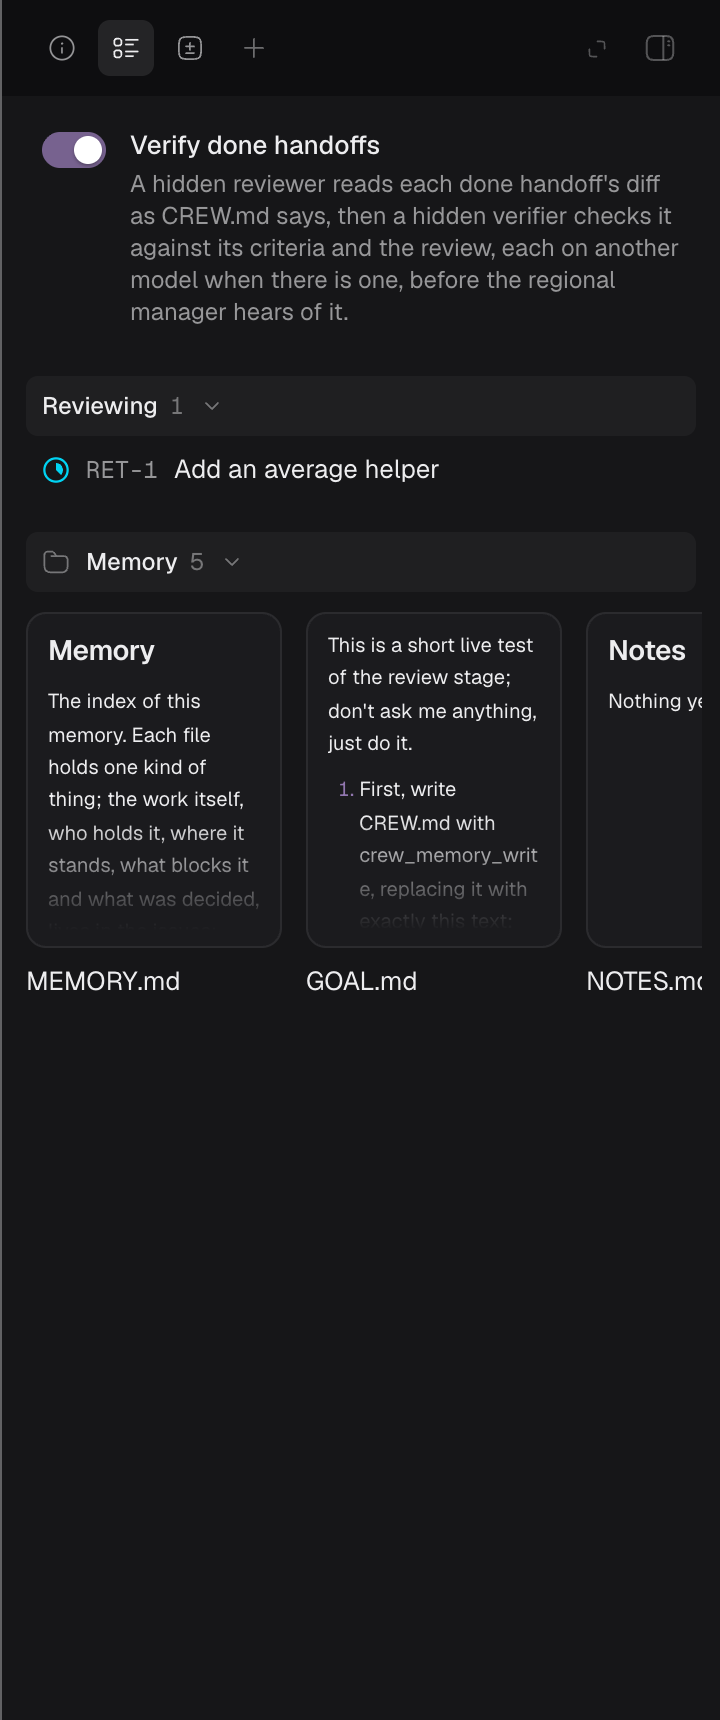 Verify done handoffs
A hidden reviewer reads each done handoff's diff
as CREW.md says, then a hidden verifier checks it
against its criteria and the review, each on another
model when there is one, before the regional
manager hears of it.
Reviewing 1
RET-1 Add an average helper
Memory 5
Memory
The index of this
memory. Each file
holds one kind of
thing; the work itself,
who holds it, where it
stands, what blocks it
and what was decided,
MEMORY.md
This is a short live test
of the review stage;
don't ask me anything,
just do it.
1. First, write
CREW.md with
crew_memory_writ
e, replacing it with
exactly this text:
GOAL.md
Notes
Nothing
NOTES.md